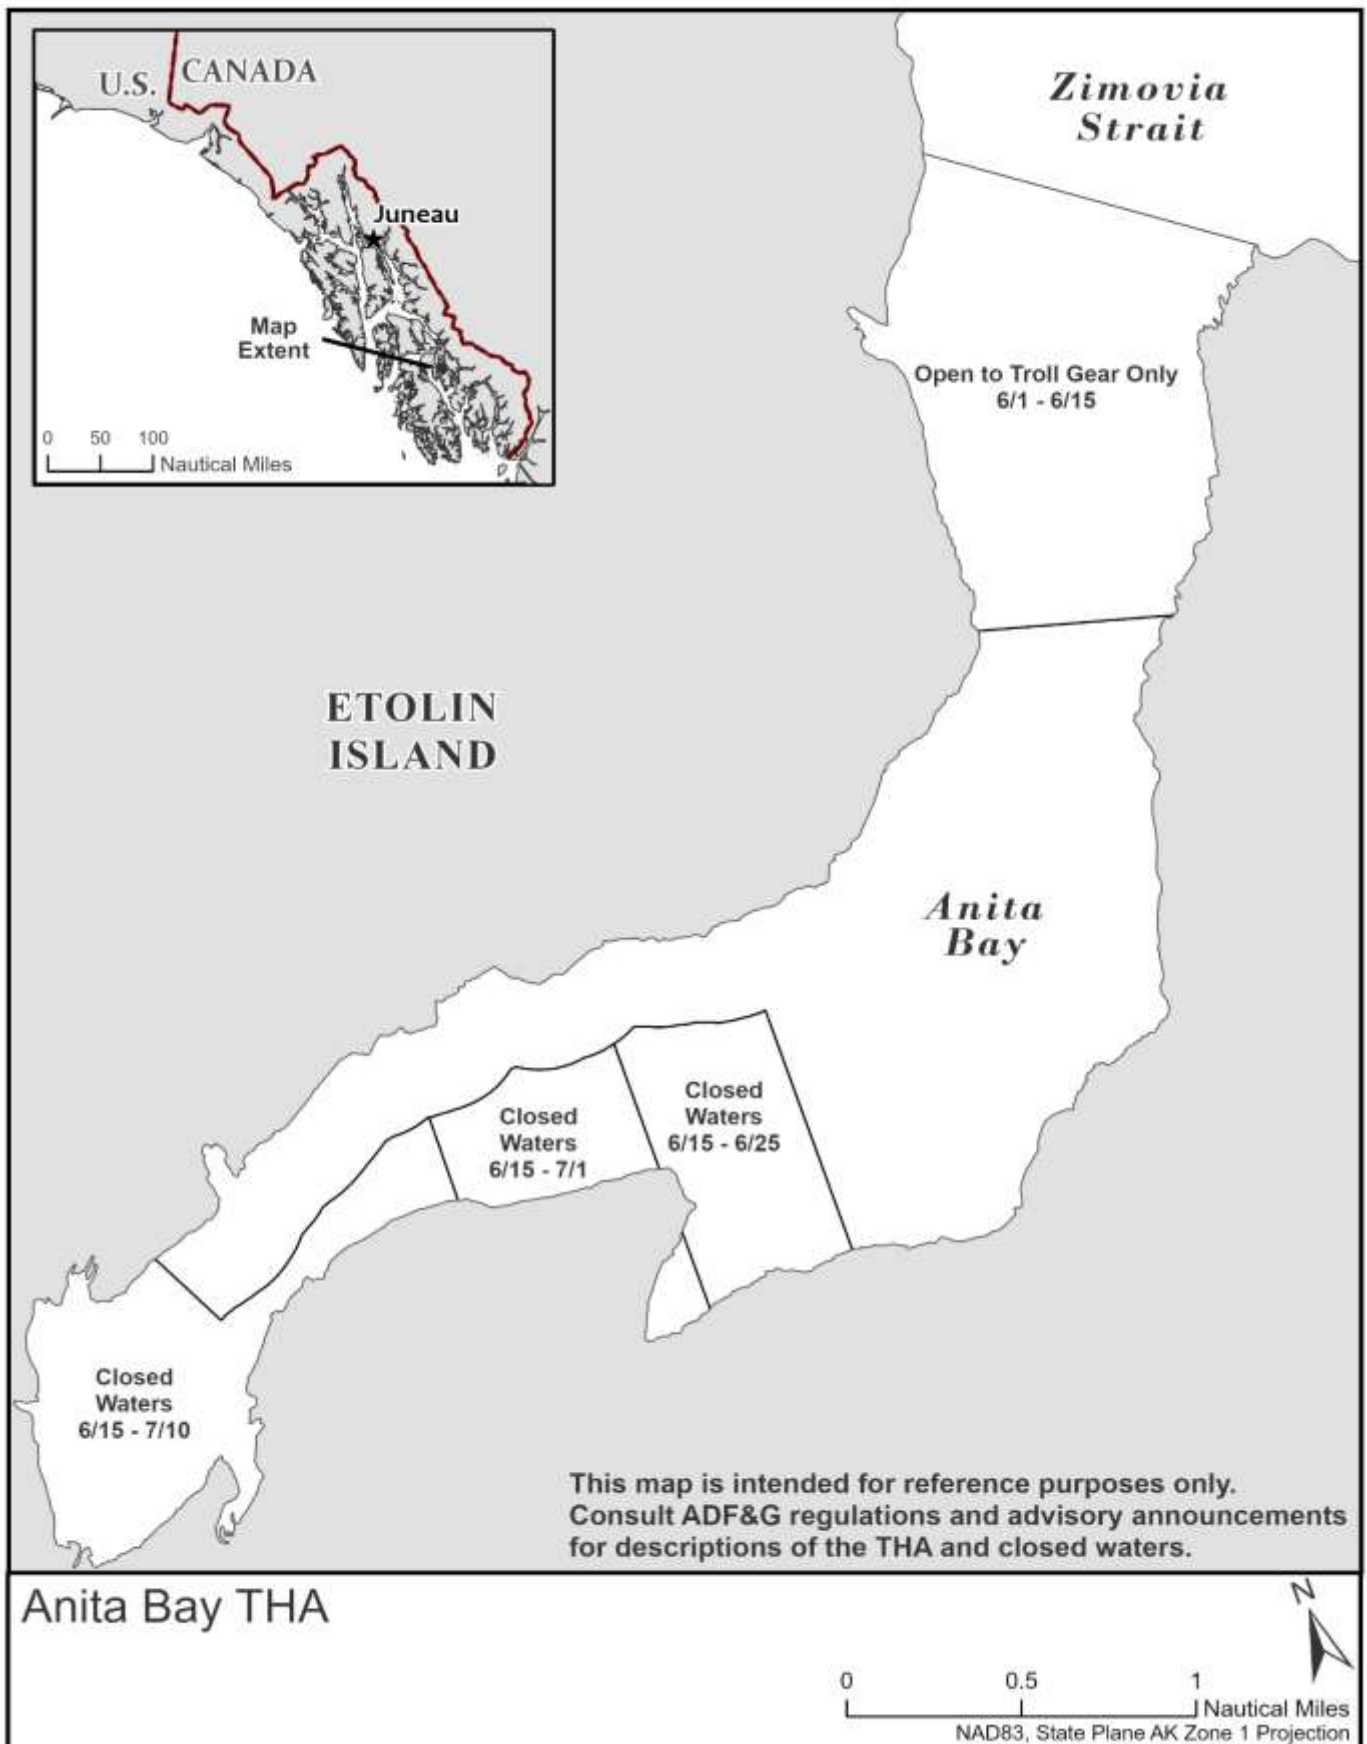 U.S. CANADA
Juneau
Map
Extent
0 50 100
Nautical Miles
Zimovia
Strait
Open to Troll Gear Only
6/1 - 6/15
ETOLIN
ISLAND
Anita
Bay
Closed
Waters
6/15 - 6/25
Closed
Waters
6/15 - 7/1
Closed
Waters
6/15 - 7/10
This map is intended for reference purposes only.
Consult ADF&G regulations and advisory announcements
for descriptions of the THA and closed waters.
Anita Bay THA
N
0 0.5 1
Nautical Miles
NAD83, State Plane AK Zone 1 Projection